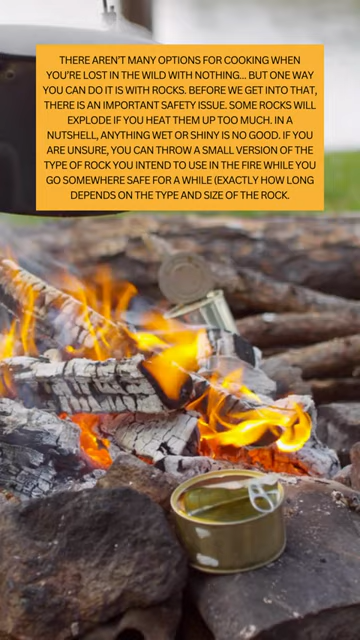 THERE AREN'T MANY OPTIONS FOR COOKING WHEN
YOU'RE LOST IN THE WILD WITH NOTHING... BUT ONE WAY
YOU CAN DO IT IS WITH ROCKS. BEFORE WE GET INTO THAT,
THERE IS AN IMPORTANT SAFETY ISSUE. SOME ROCKS WILL
EXPLODE IF YOU HEAT THEM UP TOO MUCH. IN A
NUTSHELL, ANYTHING WET OR SHINY IS NO GOOD. IF YOU
ARE UNSURE, YOU CAN THROW A SMALL VERSION OF THE
TYPE OF ROCK YOU INTEND TO USE IN THE FIRE WHILE YOU
GO SOMEWHERE SAFE FOR A WHILE (EXACTLY HOW LONG
DEPENDS ON THE TYPE AND SIZE OF THE ROCK.